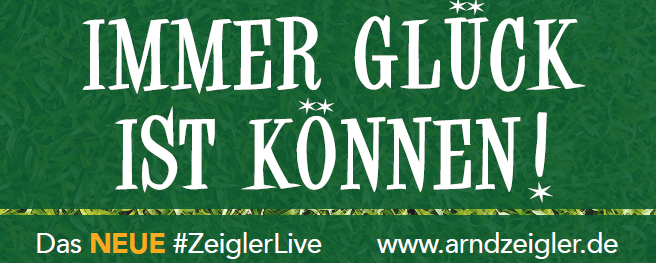 IMMER GLÜCK
IST KÖNNEN!
Das NEUE #ZeiglerLive www.arndzeigler.de